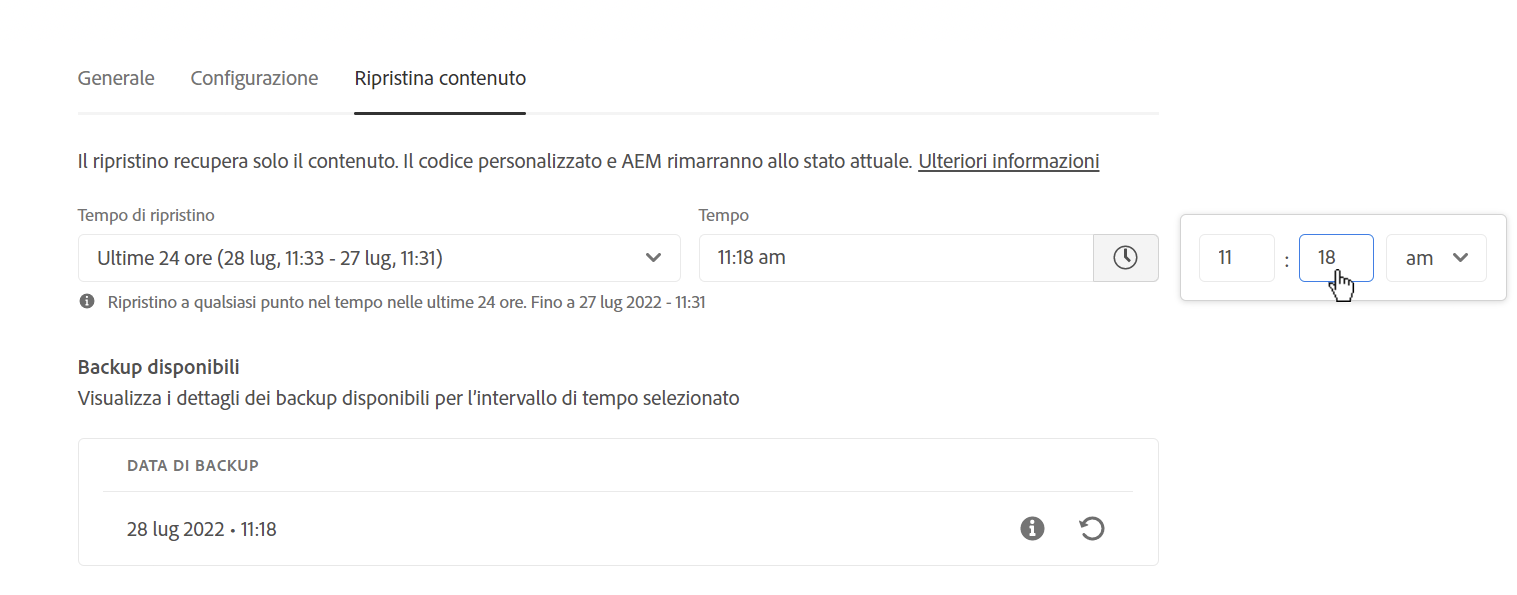 Generale Configurazione Ripristina contenuto
Il ripristino recupera solo il contenuto. Il codice personalizzato e AEM rimarranno allo stato attuale. Ulteriori informazioni
Tempo di ripristino Tempo
Ultime 24 ore (28 lug, 11:33 - 27 lug, 11:31) 11:18 am 11 : 18 am
Ripristino a qualsiasi punto nel tempo nelle ultime 24 ore. Fino a 27 lug 2022 - 11:31
Backup disponibili
Visualizza i dettagli dei backup disponibili per l'intervallo di tempo selezionato
DATA DI BACKUP
28 lug 2022 • 11:18